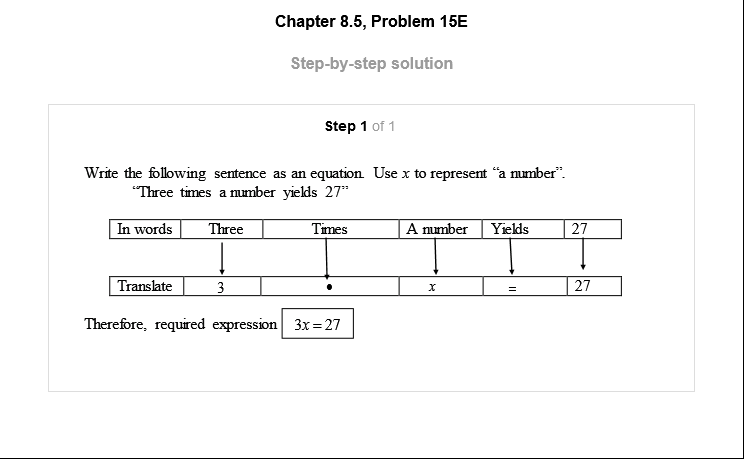 Chapter 8.5, Problem 15E
Step-by-step solution
Step 1 of 1
Write the following sentence as an equation. Use x to represent “a number”.
“Three times a number yields 27”
In words Three Times A number Yields 27
Translate 3 • x = 27
Therefore, required expression 3x = 27